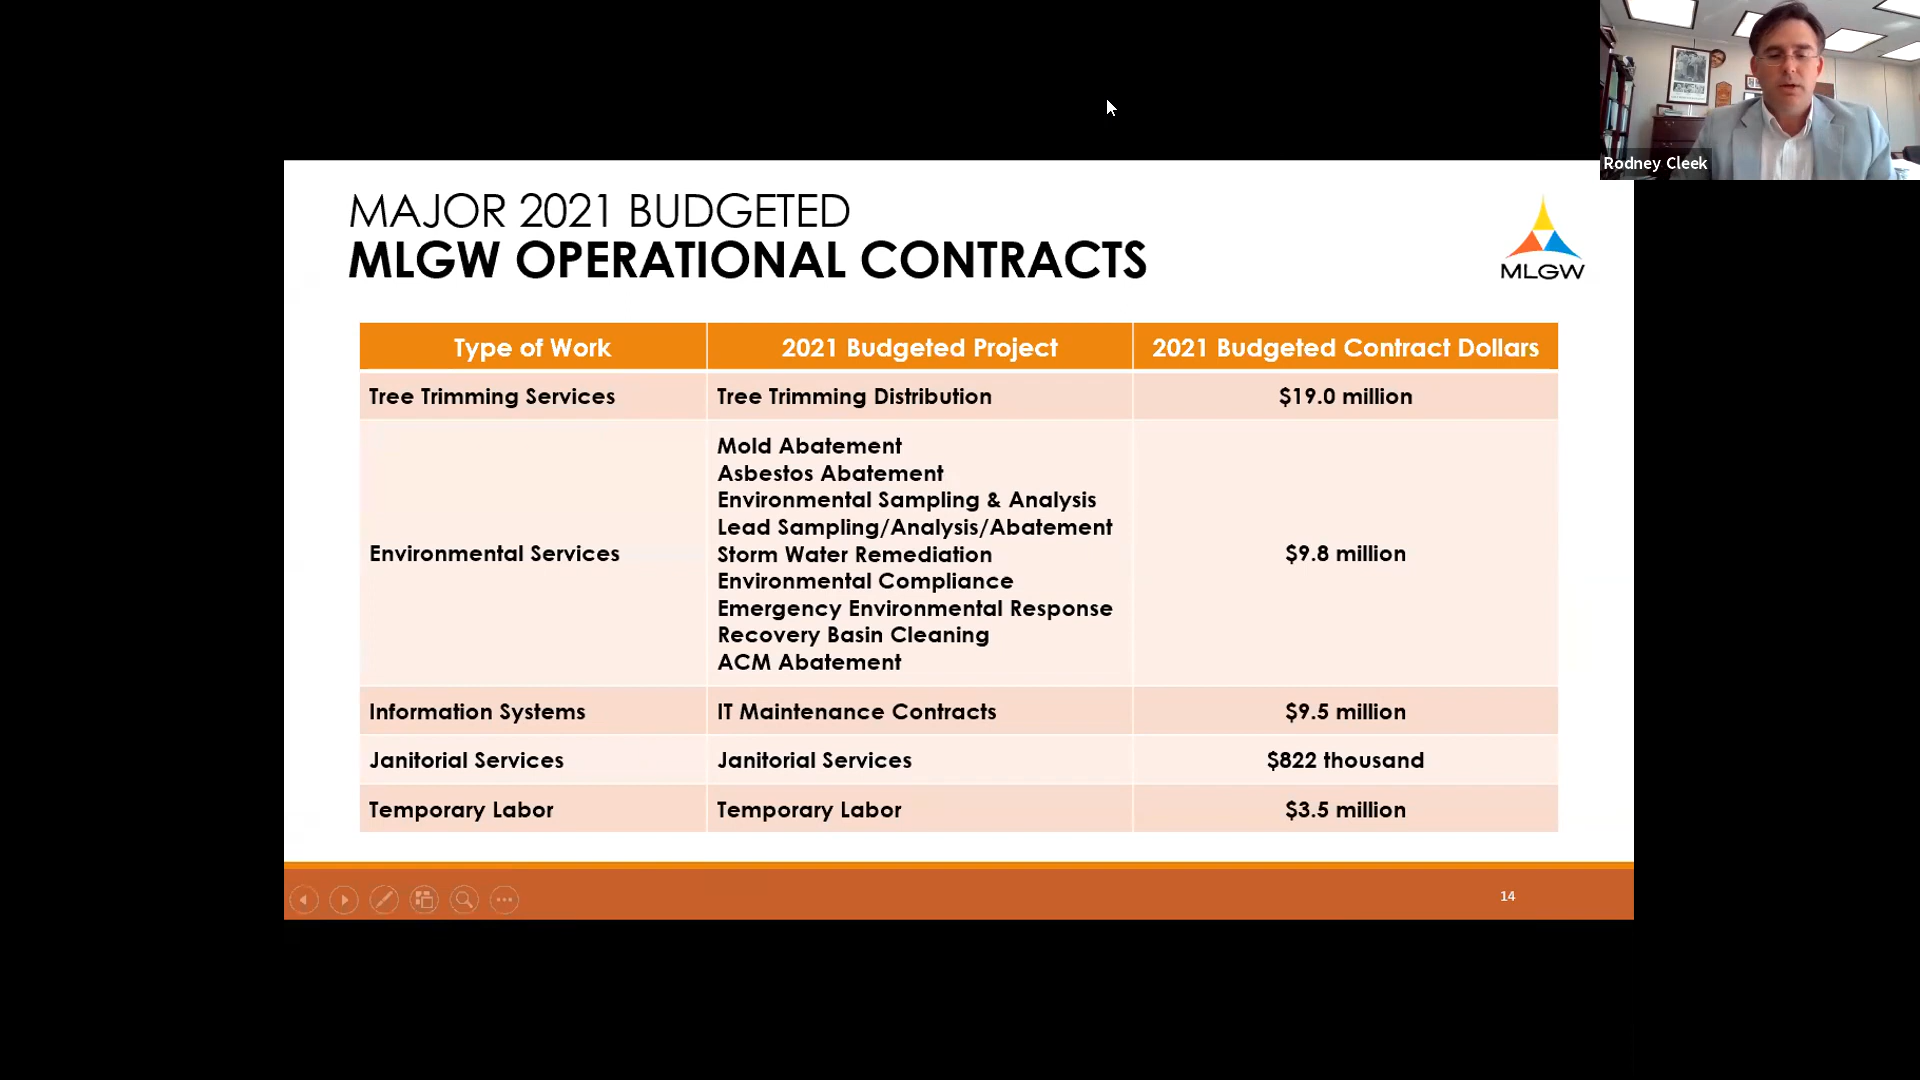 Rodney Cleek
MAJOR 2021 BUDGETED
MLGW OPERATIONAL CONTRACTS
MLGW
Type of Work 2021 Budgeted Project 2021 Budgeted Contract Dollars
Tree Trimming Services Tree Trimming Distribution $19.0 million
Environmental Services
Mold Abatement
Asbestos Abatement
Environmental Sampling & Analysis
Lead Sampling/Analysis/Abatement
Storm Water Remediation
Environmental Compliance
Emergency Environmental Response
Recovery Basin Cleaning
ACM Abatement
$9.8 million
Information Systems IT Maintenance Contracts $9.5 million
Janitorial Services Janitorial Services $822 thousand
Temporary Labor Temporary Labor $3.5 million
14